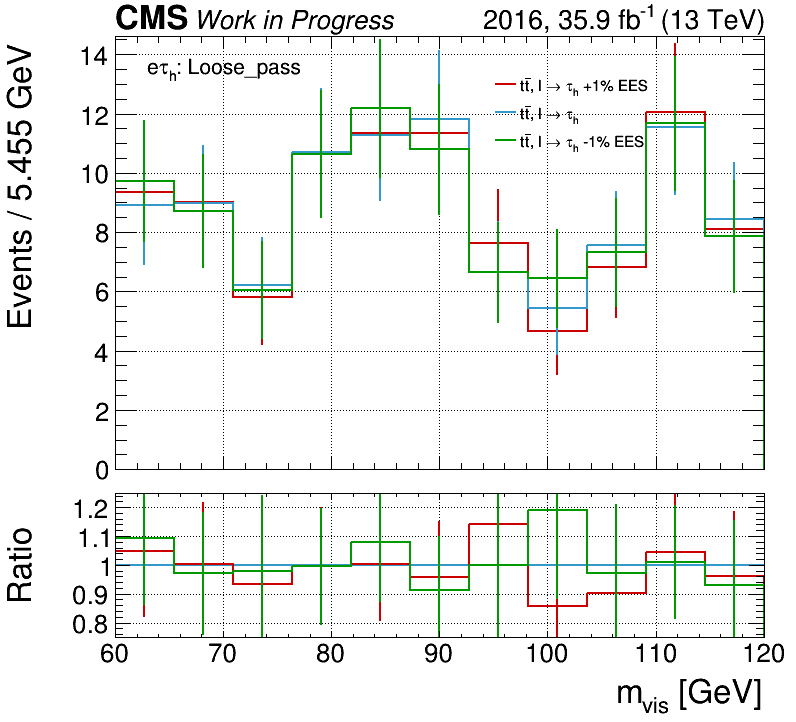 CMS Work in Progress 2016, 35.9 fb⁻¹ (13 TeV)
eτₕ: Loose_pass
tt̄, l → τₕ +1% EES
tt̄, l → τₕ
tt̄, l → τₕ -1% EES
Events / 5.455 GeV
14
12
10
8
6
4
2
0
Ratio
1.2
1.1
1
0.9
0.8
60 70 80 90 100 110 120
m_vis [GeV]